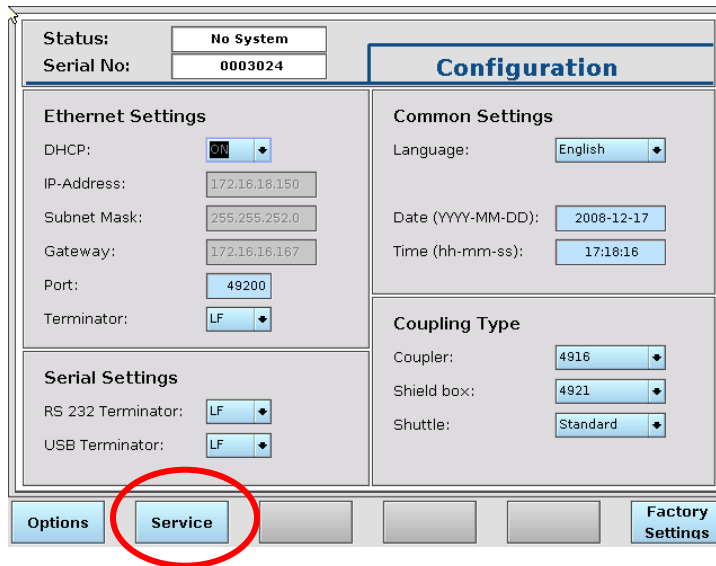 Status: No System
Serial No: 0003024
Configuration
Ethernet Settings
DHCP: ON
IP-Address: 172.16.18.150
Subnet Mask: 255.255.252.0
Gateway: 172.16.16.167
Port: 49200
Terminator: LF
Serial Settings
RS 232 Terminator: LF
USB Terminator: LF
Common Settings
Language: English
Date (YYYY-MM-DD): 2008-12-17
Time (hh-mm-ss): 17:18:16
Coupling Type
Coupler: 4916
Shield box: 4921
Shuttle: Standard
Options
Service
Factory
Settings